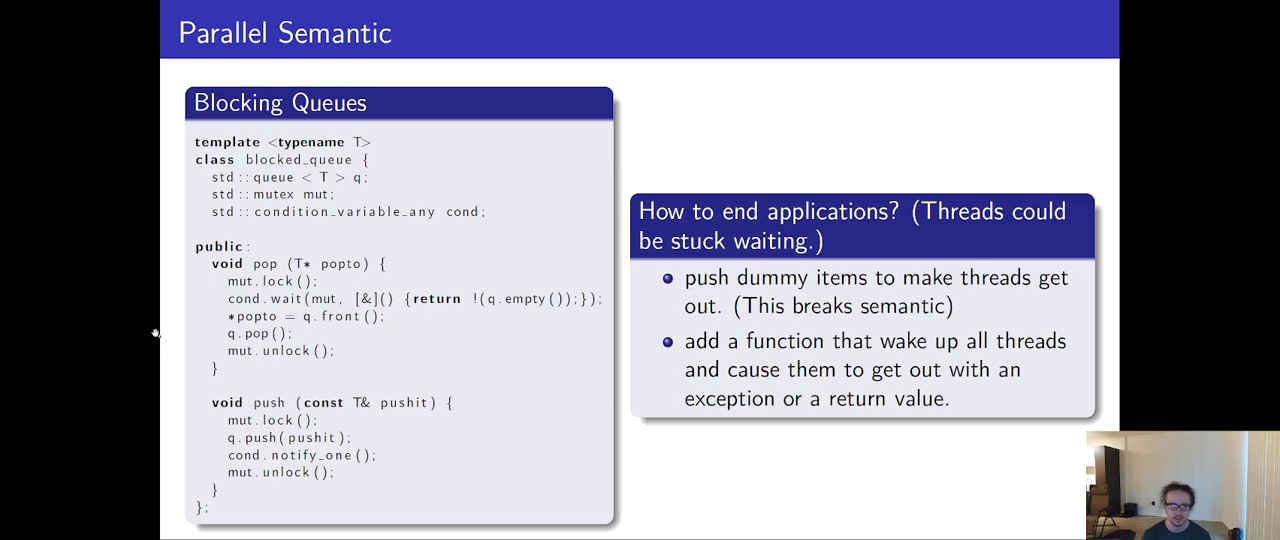 Parallel Semantic
Blocking Queues
template <typename T>
class blocked_queue {
std::queue < T > q;
std::mutex mut;
std::condition_variable_any cond;
public:
void pop (T* popto) {
mut.lock();
cond.wait(mut, [&]() {return !(q.empty());});
*popto = q.front();
q.pop();
mut.unlock();
}
void push (const T& pushit) {
mut.lock();
q.push(pushit);
cond.notify_one();
mut.unlock();
}
};
How to end applications? (Threads could
be stuck waiting.)
push dummy items to make threads get
out. (This breaks semantic)
add a function that wake up all threads
and cause them to get out with an
exception or a return value.